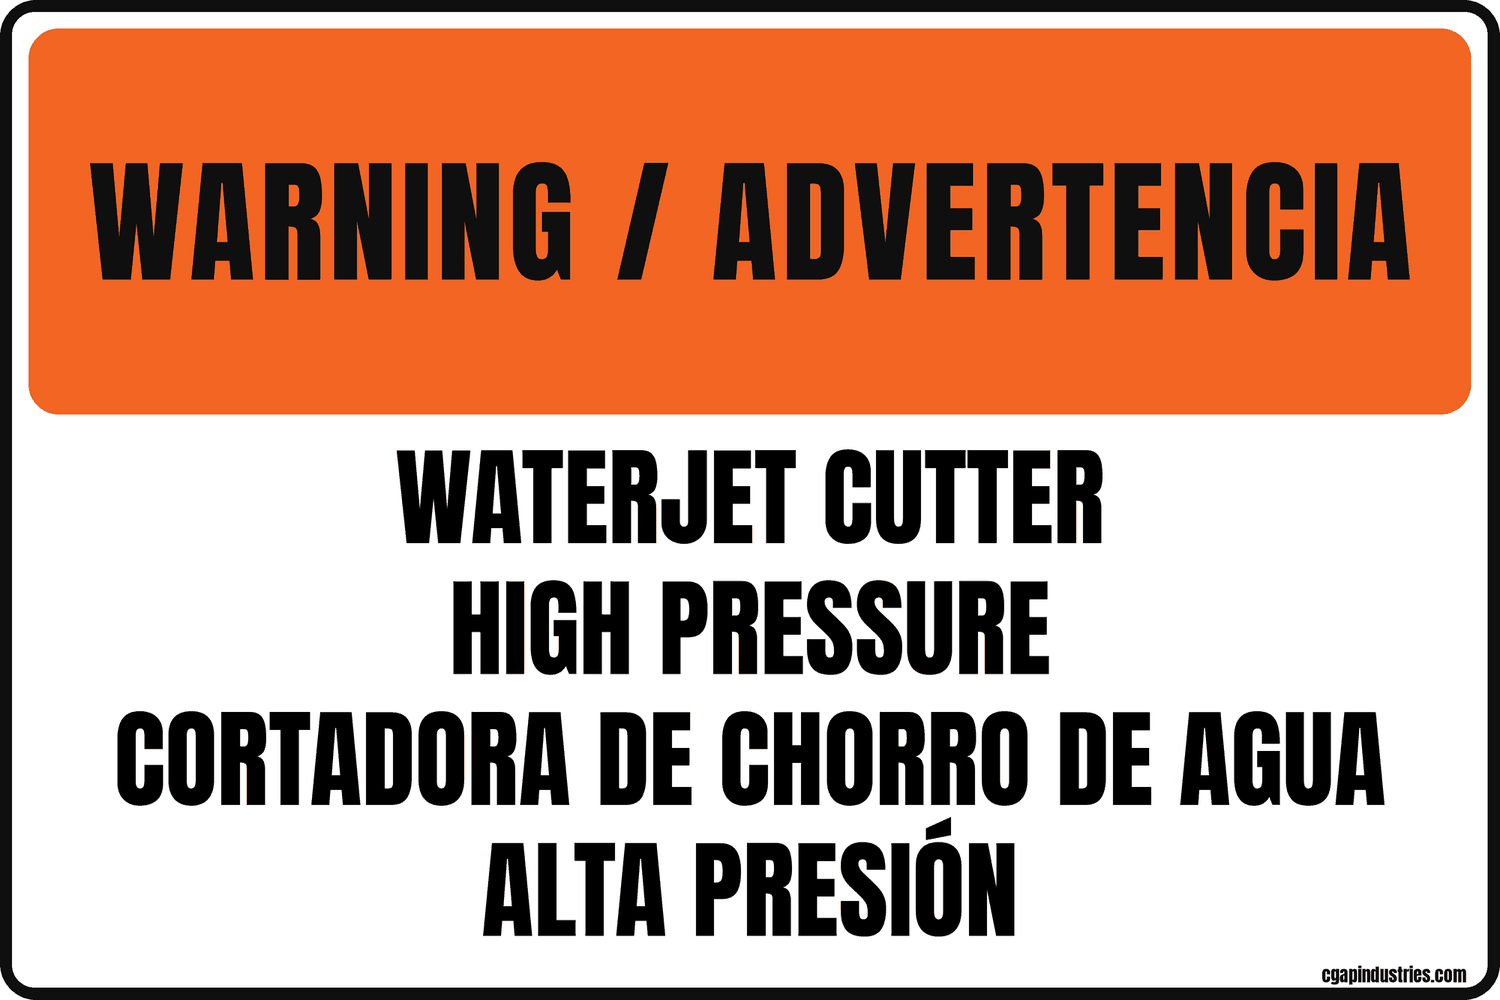 WARNING / ADVERTENCIA
WATERJET CUTTER
HIGH PRESSURE
CORTADORA DE CHORRO DE AGUA
ALTA PRESIÓN
cgapindustries.com